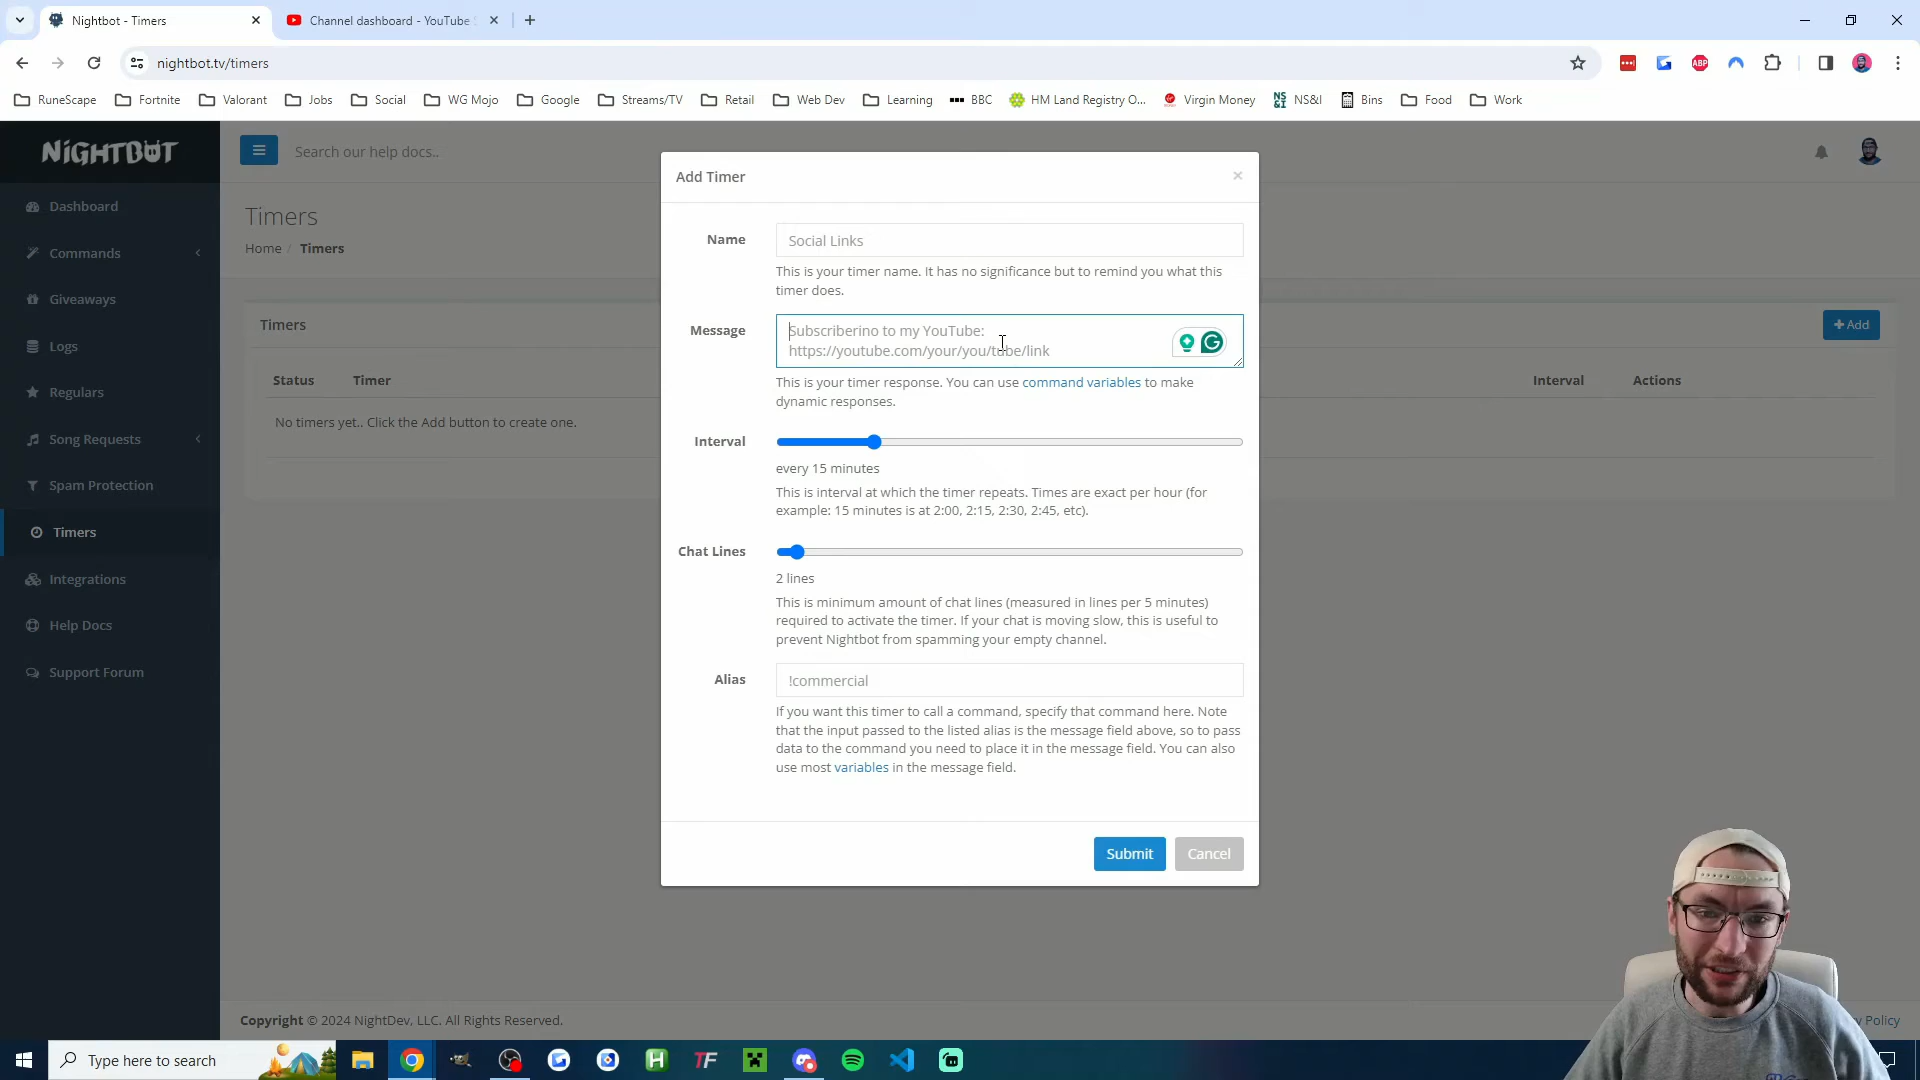 Nightbot - Timers
Channel dashboard - YouTube
nightbot.tv/timers
ABP
RuneScape
Fortnite
Valorant
Jobs
Social
WG Mojo
Google
Streams/TV
Retail
Web Dev
Learning
BBC
HM Land Registry O...
Virgin Money
NS&I
Bins
Food
Work
NIGHTBOT
Search our help docs..
Dashboard
Commands
Giveaways
Logs
Regulars
Song Requests
Spam Protection
Timers
Integrations
Help Docs
Support Forum
Timers
Home / Timers
Timers
+ Add
Status
Timer
Interval
Actions
No timers yet.. Click the Add button to create one.
Add Timer
×
Name
Social Links
This is your timer name. It has no significance but to remind you what this
timer does.
Message
Subscriberino to my YouTube:
https://youtube.com/your/you/tube/link
This is your timer response. You can use command variables to make
dynamic responses.
Interval
every 15 minutes
This is interval at which the timer repeats. Times are exact per hour (for
example: 15 minutes is at 2:00, 2:15, 2:30, 2:45, etc).
Chat Lines
2 lines
This is minimum amount of chat lines (measured in lines per 5 minutes)
required to activate the timer. If your chat is moving slow, this is useful to
prevent Nightbot from spamming your empty channel.
Alias
!commercial
If you want this timer to call a command, specify that command here. Note
that the input passed to the listed alias is the message field above, so to pass
data to the command you need to place it in the message field. You can also
use most variables in the message field.
Submit
Cancel
Copyright © 2024 NightDev, LLC. All Rights Reserved.
Policy
Type here to search
H
TF